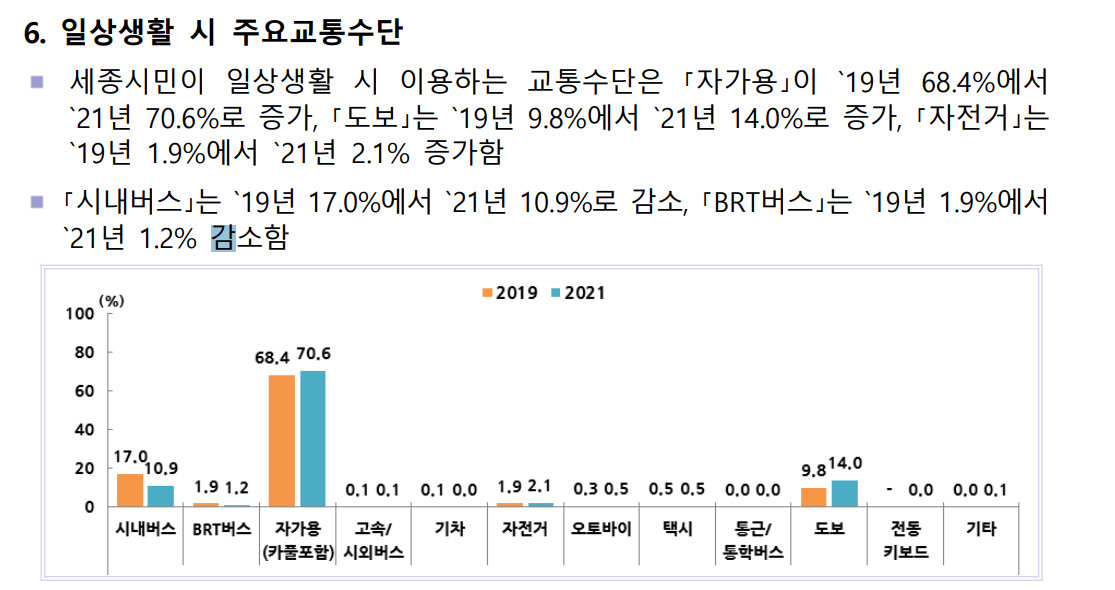 6. 일상생활 시 주요교통수단
세종시민이 일상생활 시 이용하는 교통수단은 「자가용」이 `19년 68.4%에서
`21년 70.6%로 증가, 「도보」는 `19년 9.8%에서 `21년 14.0%로 증가, 「자전거」는
`19년 1.9%에서 `21년 2.1% 증가함
「시내버스」는 `19년 17.0%에서 `21년 10.9%로 감소, 「BRT버스」는 `19년 1.9%에서
`21년 1.2% 감소함
2019 2021
(%)
100
80
60
40
20
0
68.4 70.6
17.0 10.9
1.9 1.2
0.1 0.1
0.1 0.0
1.9 2.1
0.3 0.5
0.5 0.5
0.0 0.0
9.8 14.0
- 0.0
0.0 0.1
시내버스
BRT버스
자가용
(카풀포함)
고속/
시외버스
기차
자전거
오토바이
택시
통근/
통학버스
도보
전동
키보드
기타